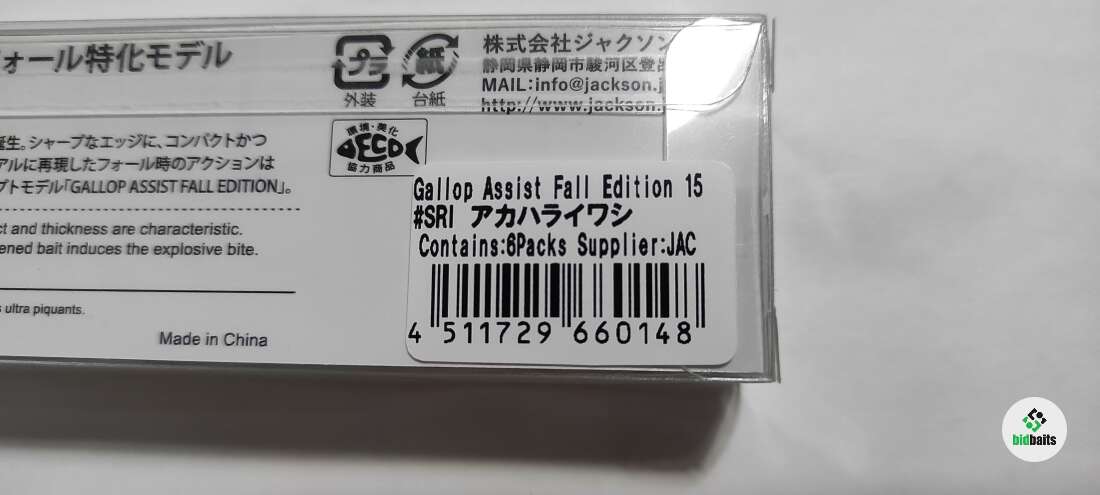 フォール特化モデル
プラ
外装
紙
台紙
株式会社ジャクソン
静岡県静岡市駿河区登呂
MAIL:info@jackson.j
http://www.jackson.
環境・美化
ECO
協力商品
誕生。シャープなエッジに、コンパクトかつ
アルに再現したフォール時のアクションは
プトモデル「GALLOP ASSIST FALL EDITION」。
ct and thickness are characteristic.
ened bait induces the explosive bite.
s ultra piquants.
Made in China
Gallop Assist Fall Edition 15
#SRI アカハライワシ
Contains:6Packs Supplier:JAC
4 511729 660148
bidbaits